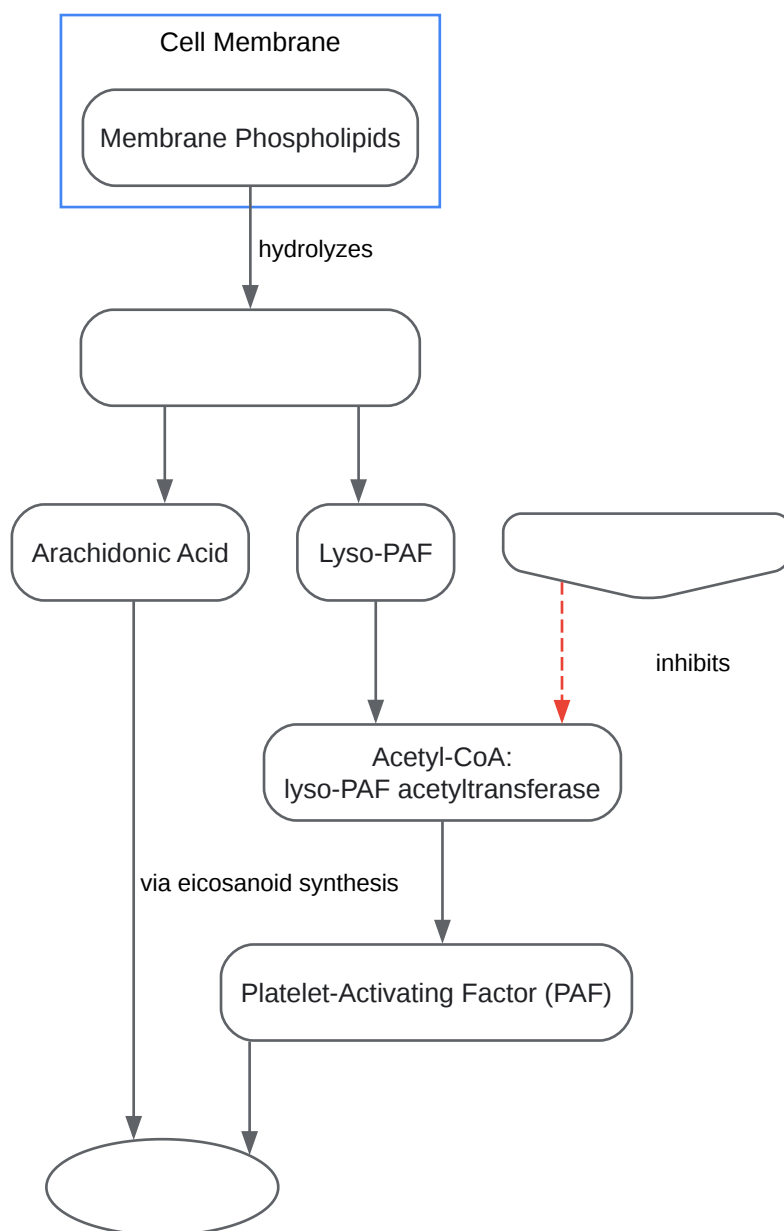 Cell Membrane
Membrane Phospholipids
hydrolyzes
Arachidonic Acid
Lyso-PAF
inhibits
Acetyl-CoA:
lyso-PAF acetyltransferase
via eicosanoid synthesis
Platelet-Activating Factor (PAF)